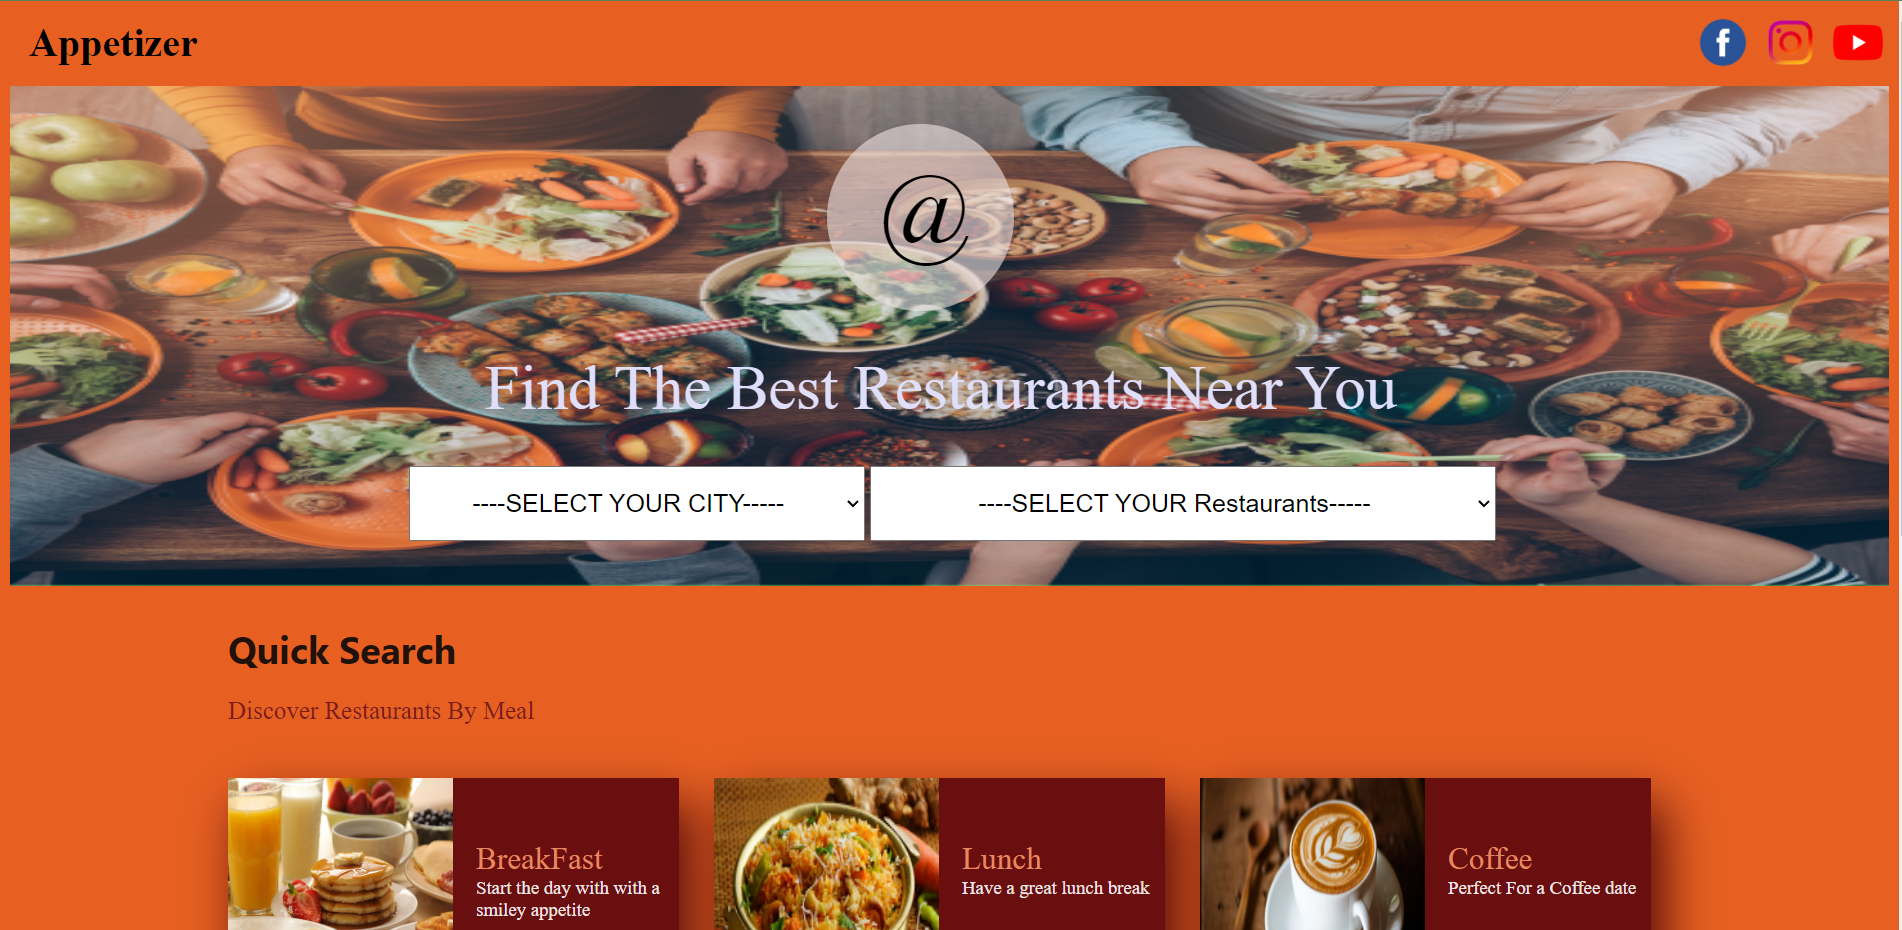 Appetizer
@
Find The Best Restaurants Near You
----SELECT YOUR CITY-----
----SELECT YOUR Restaurants-----
Quick Search
Discover Restaurants By Meal
BreakFast
Start the day with with a
smiley appetite
Lunch
Have a great lunch break
Coffee
Perfect For a Coffee date